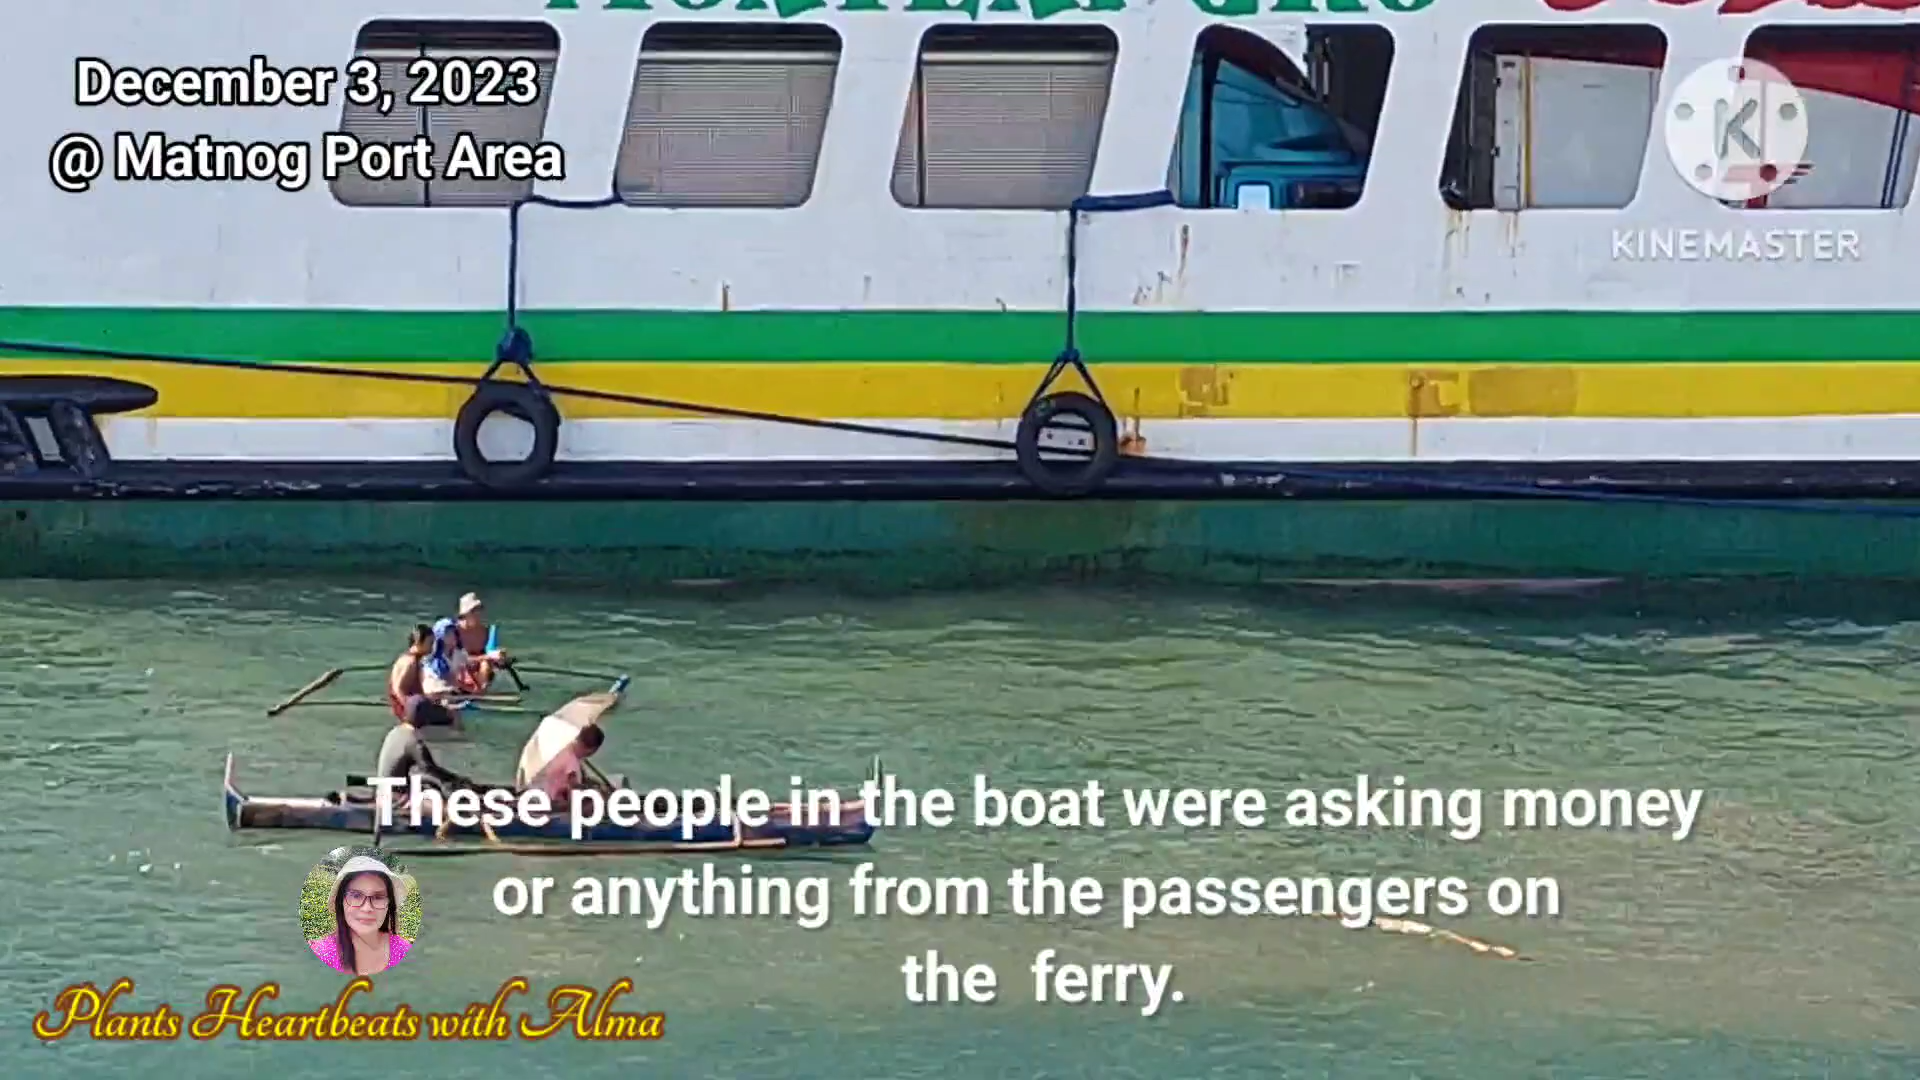 December 3, 2023
@ Matnog Port Area
KINEMASTER
These people in the boat were asking money
or anything from the passengers on
the ferry.
Plants Heartbeats with Alma